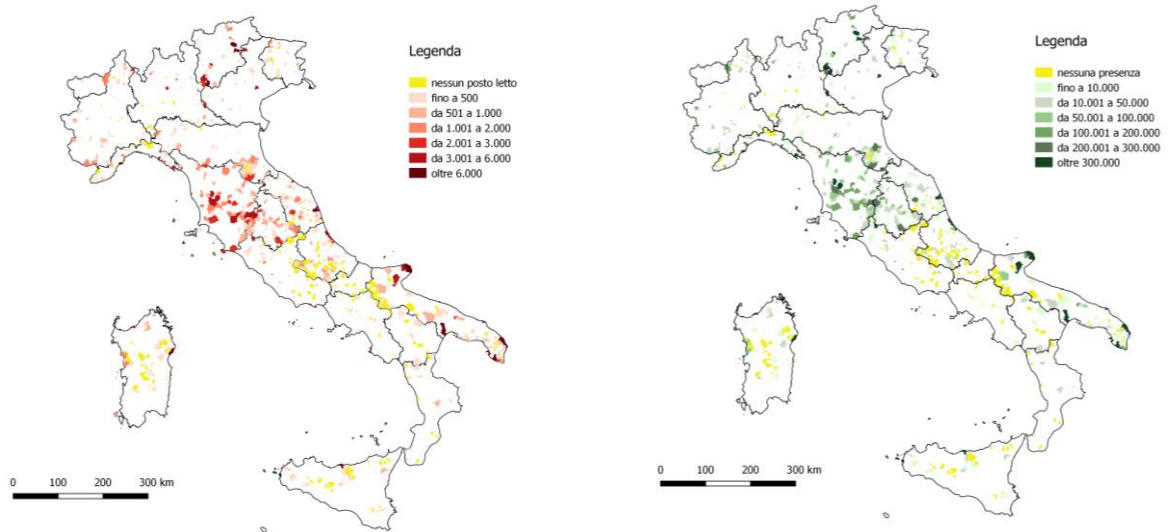 Legenda
nessun posto letto
fino a 500
da 501 a 1.000
da 1.001 a 2.000
da 2.001 a 3.000
da 3.001 a 6.000
oltre 6.000
0 100 200 300 km
Legenda
nessuna presenza
fino a 10.000
da 10.001 a 50.000
da 50.001 a 100.000
da 100.001 a 200.000
da 200.001 a 300.000
oltre 300.000
0 100 200 300 km